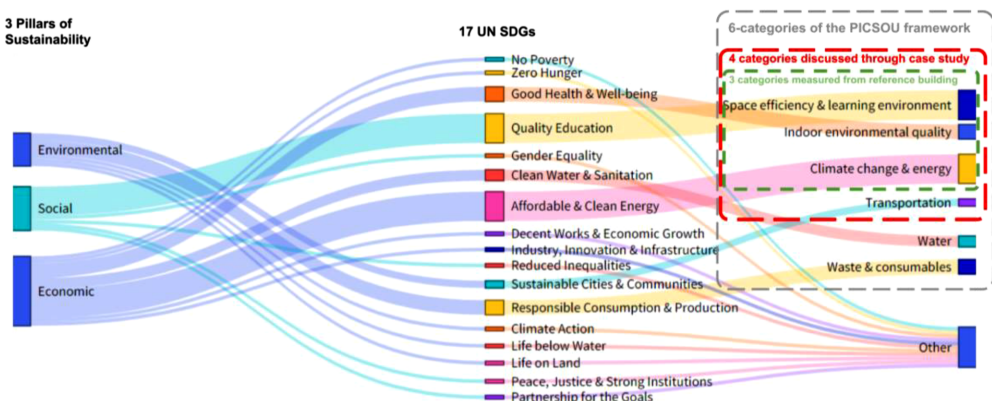 3 Pillars of
Sustainability
Environmental
Social
Economic
17 UN SDGs
No Poverty
Zero Hunger
Good Health & Well-being
Quality Education
Gender Equality
Clean Water & Sanitation
Affordable & Clean Energy
Decent Works & Economic Growth
Industry, Innovation & Infrastructure
Reduced Inequalities
Sustainable Cities & Communities
Responsible Consumption & Production
Climate Action
Life below Water
Life on Land
Peace, Justice & Strong Institutions
Partnership for the Goals
6-categories of the PICSOU framework
4 categories discussed through case study
3 categories measured from reference building
Space efficiency & learning environment
Indoor environmental quality
Climate change & energy
Transportation
Water
Waste & consumables
Other